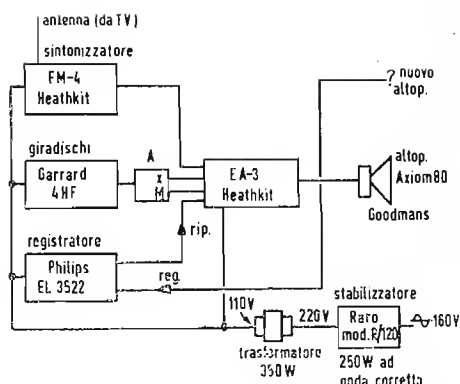 antenna (da TV)
sintonizzatore
FM-4
Heathkit
? nuovo
altop.
giradischi
Garrard
4HF
A
X
M
EA-3
Heathkit
altop.
Axiom80
Goodmans
rip.
registratore
Philips
EL 3522
reg.
110V
220V
stabilizzatore
Raro
mod.R/120
160V
trasformatore
350W
250W ad
onda corretta